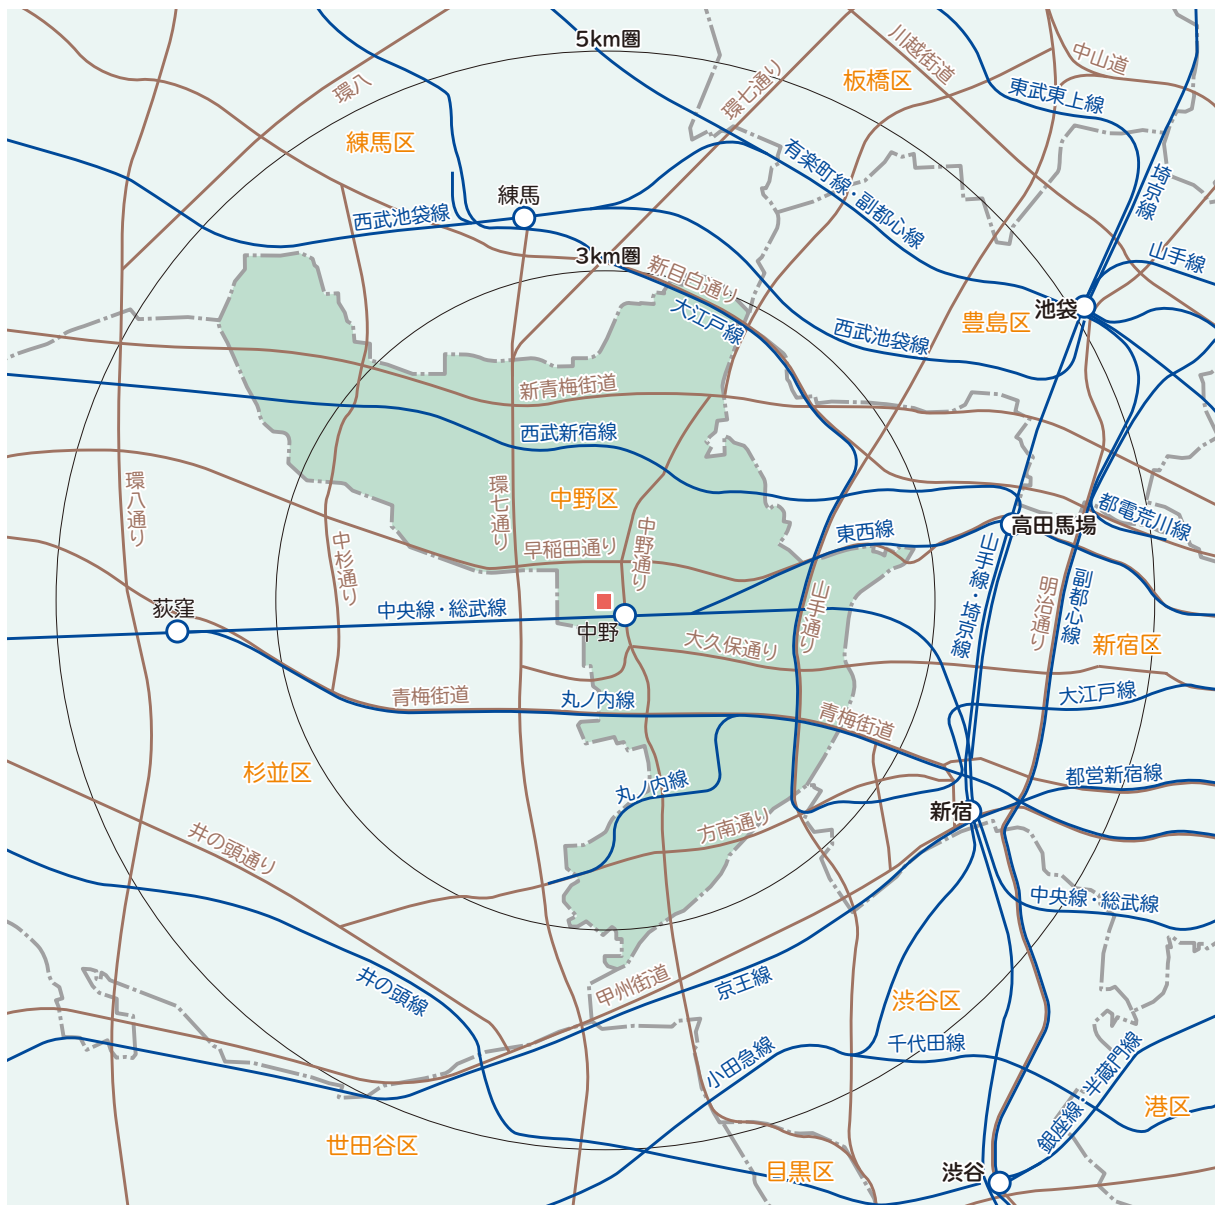 5km圏
川越街道
中山道
板橋区
環八
環七通り
東武東上線
練馬区
有楽町線・副都心線
埼京線
練馬
西武池袋線
山手線
3km圏
新目白通り
大江戸線
池袋
豊島区
西武池袋線
新青梅街道
西武新宿線
環八通り
環七通り
中野区
都電荒川線
高田馬場
中野通り
東西線
早稲田通り
中杉通り
山手線・埼京線
明治通り
副都心線
山手通り
荻窪
中央線・総武線
中野
大久保通り
新宿区
青梅街道
丸ノ内線
大江戸線
青梅街道
杉並区
丸ノ内線
都営新宿線
新宿
方南通り
井の頭通り
中央線・総武線
井の頭線
甲州街道
京王線
渋谷区
小田急線
千代田線
銀座線・半蔵門線
港区
世田谷区
目黒区
渋谷